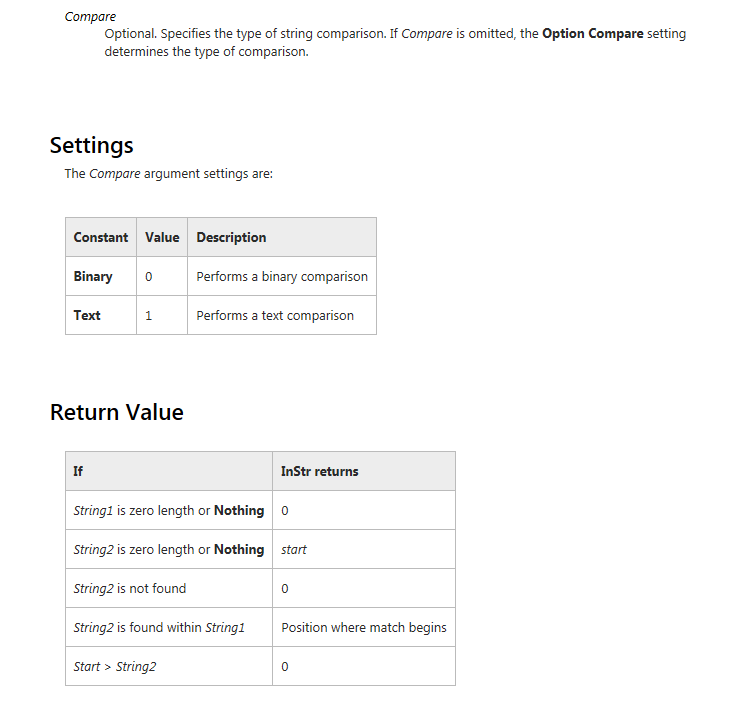 Compare
Optional. Specifies the type of string comparison. If Compare is omitted, the Option Compare setting
determines the type of comparison.
Settings
The Compare argument settings are:
Constant Value Description
Binary 0 Performs a binary comparison
Text 1 Performs a text comparison
Return Value
If InStr returns
String1 is zero length or Nothing 0
String2 is zero length or Nothing start
String2 is not found 0
String2 is found within String1 Position where match begins
Start > String2 0